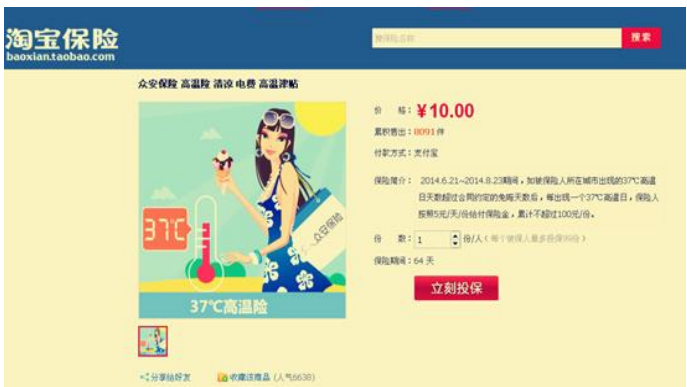 淘宝保险
baoxian.taobao.com
搜索
众安保险 高温险 清凉 电费 高温津贴
价 格：¥10.00
累积售出：8091件
付款方式：支付宝
保险简介： 2014.6.21~2014.8.23期间，如被保险人所在城市出现的37℃高温
日天数超过合同约定的免赔天数后，每出现一个37℃高温日，保险人
按照5元/天/份给付保险金，累计不超过100元/份。
份 数：1 份/人（每个被保人最多投保99份）
保险期间：64 天
立刻投保
37℃
众安保险
37℃高温险
分享给好友 收藏该商品 (人气6638)